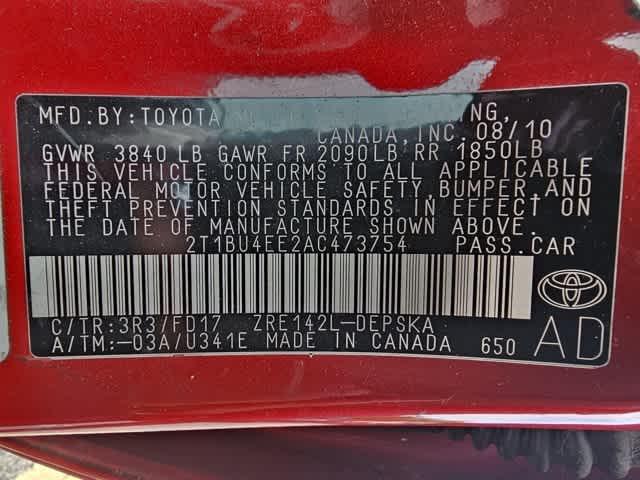 MFD.BY:TOYOTA
CANADA, INC. 08/10
GVWR 3840 LB GAWR FR 2090LB RR 1850LB
THIS VEHICLE CONFORMS TO ALL APPLICABLE
FEDERAL MOTOR VEHICLE SAFETY, BUMPER, AND
THEFT PREVENTION STANDARDS IN EFFECT ON
THE DATE OF MANUFACTURE SHOWN ABOVE.
2T1BU4EE2AC473754 PASS.CAR
C/TR:3R3/FD17 ZRE142L-DEPSKA
A/TM:-03A/U341E MADE IN CANADA 650
AD